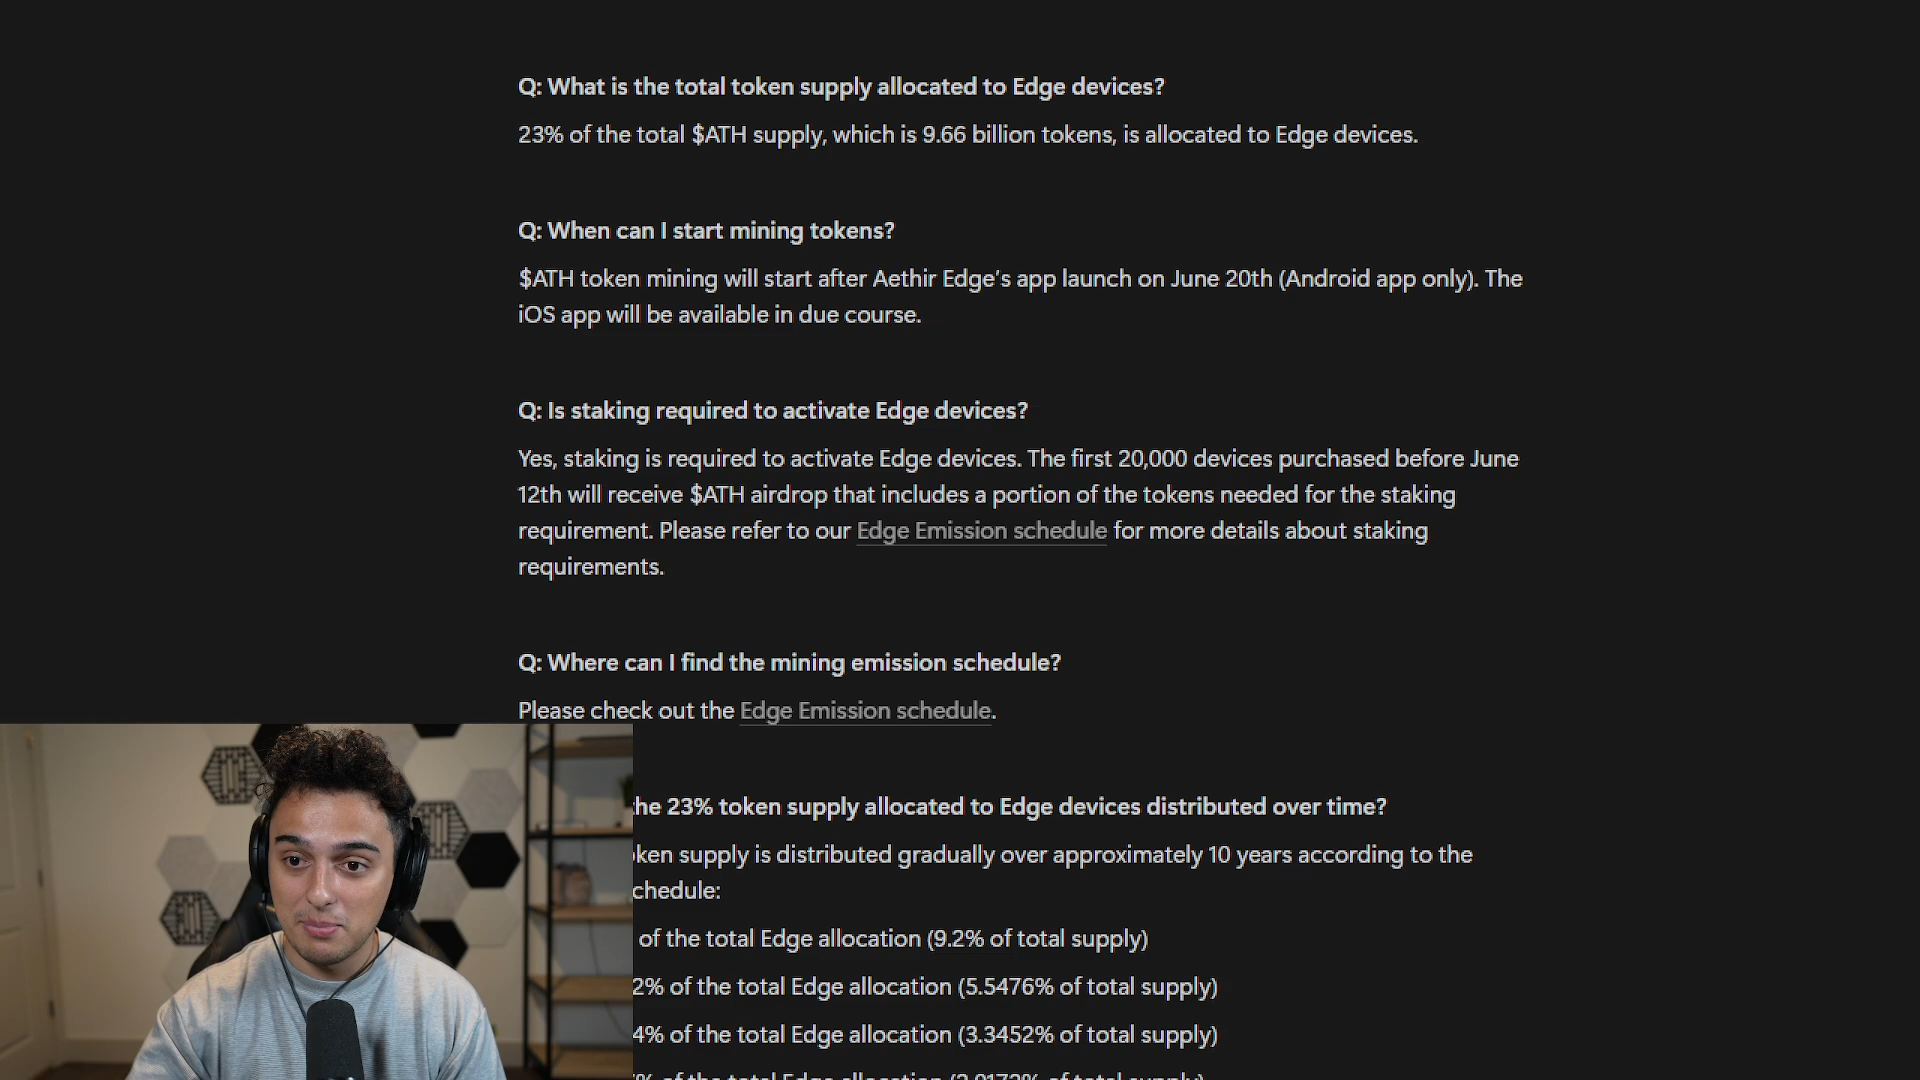 Q: What is the total token supply allocated to Edge devices?
23% of the total $ATH supply, which is 9.66 billion tokens, is allocated to Edge devices.
Q: When can I start mining tokens?
$ATH token mining will start after Aethir Edge's app launch on June 20th (Android app only). The
iOS app will be available in due course.
Q: Is staking required to activate Edge devices?
Yes, staking is required to activate Edge devices. The first 20,000 devices purchased before June
12th will receive $ATH airdrop that includes a portion of the tokens needed for the staking
requirement. Please refer to our Edge Emission schedule for more details about staking
requirements.
Q: Where can I find the mining emission schedule?
Please check out the Edge Emission schedule.
the 23% token supply allocated to Edge devices distributed over time?
supply is distributed gradually over approximately 10 years according to the
of the total Edge allocation (9.2% of total supply)
2% of the total Edge allocation (5.5476% of total supply)
4% of the total Edge allocation (3.3452% of total supply)